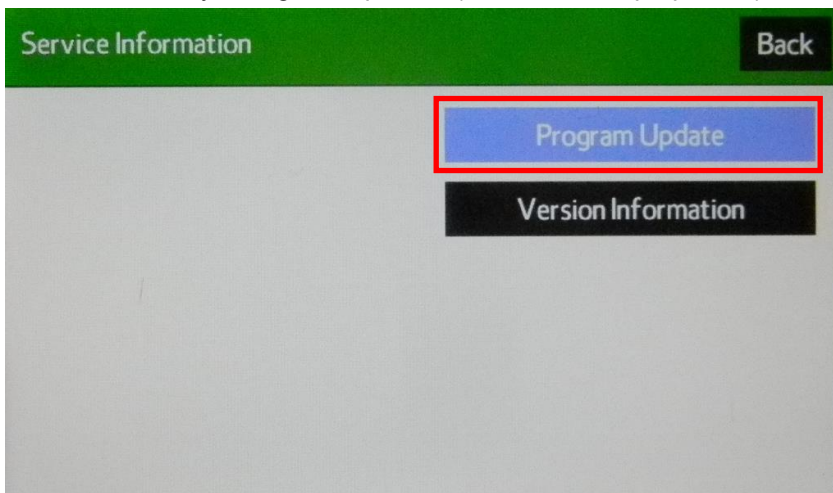 Service Information
Back
Program Update
Version Information